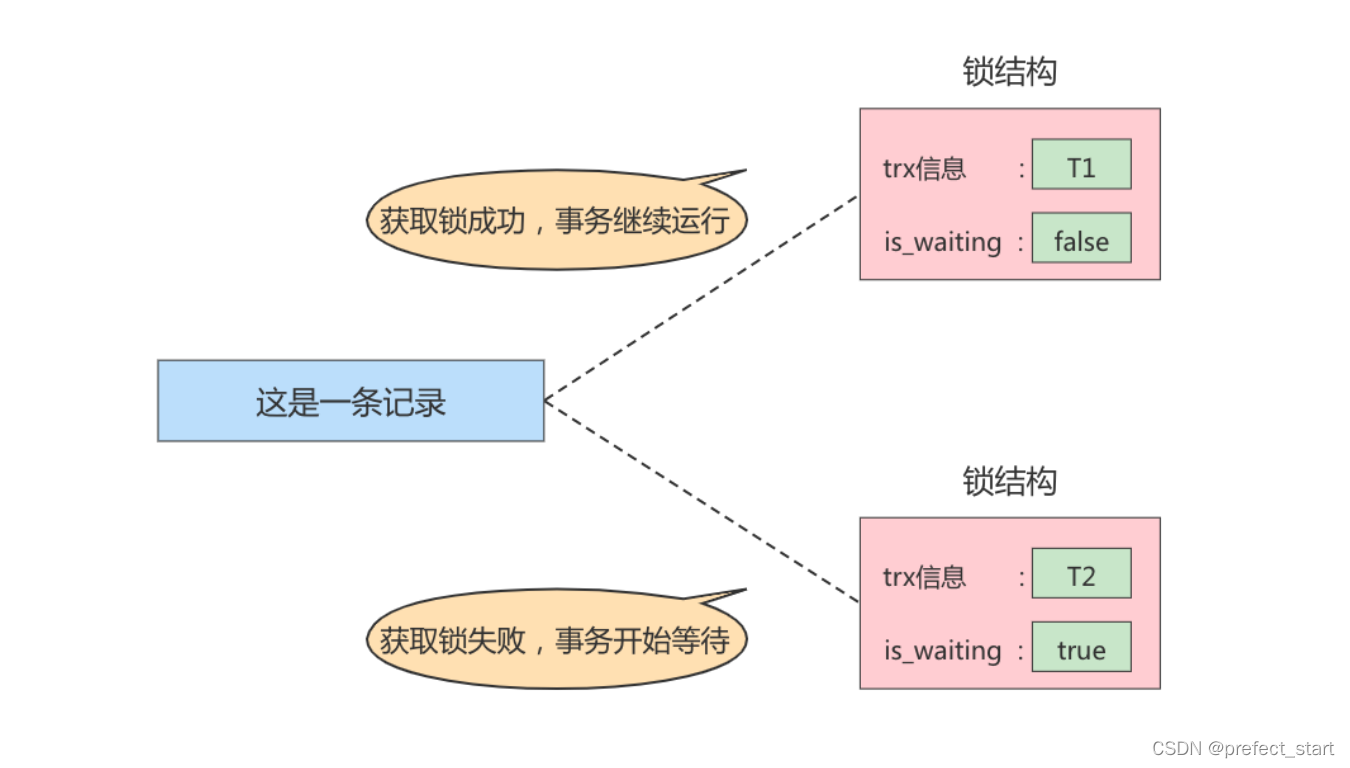 锁结构
trx信息 : T1
获取锁成功，事务继续运行
is_waiting : false
这是一条记录
锁结构
trx信息 : T2
获取锁失败，事务开始等待
is_waiting : true
CSDN @prefect_start